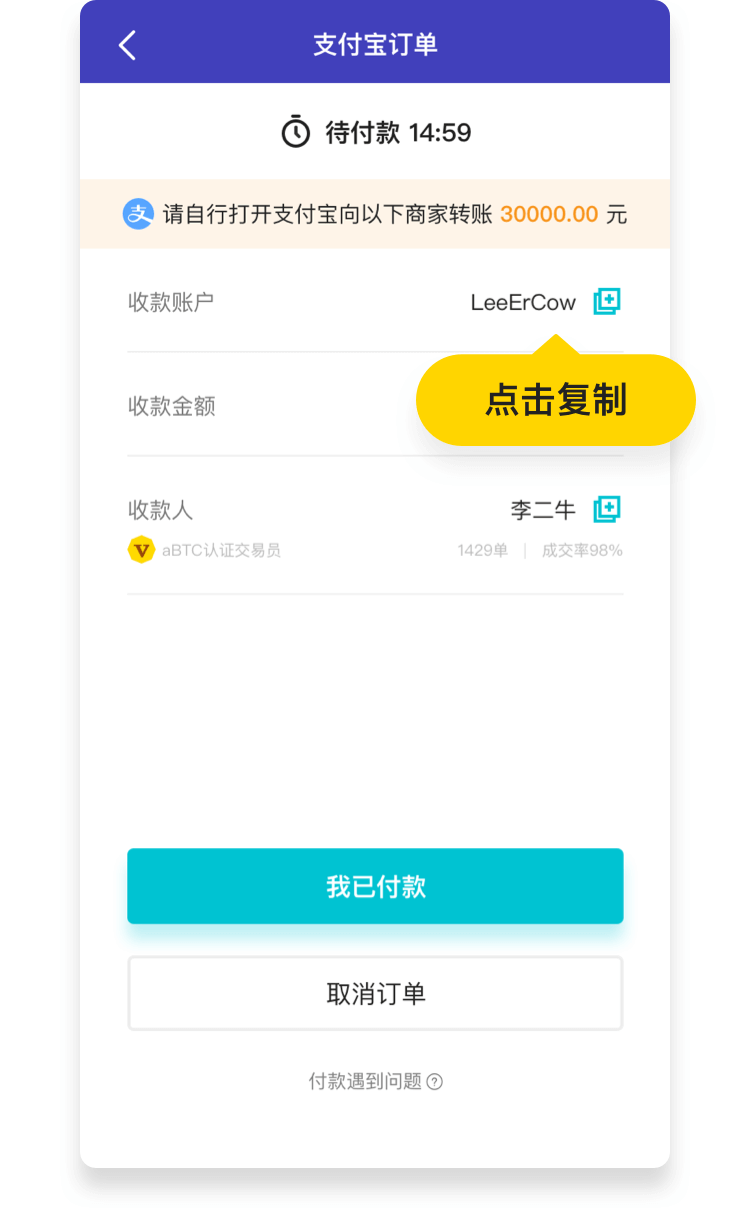 支付宝订单
待付款 14:59
支 请自行打开支付宝向以下商家转账 30000.00 元
收款账户 LeeErCow
点击复制
收款金额
收款人 李二牛
V aBTC认证交易员 1429单 | 成交率98%
我已付款
取消订单
付款遇到问题?